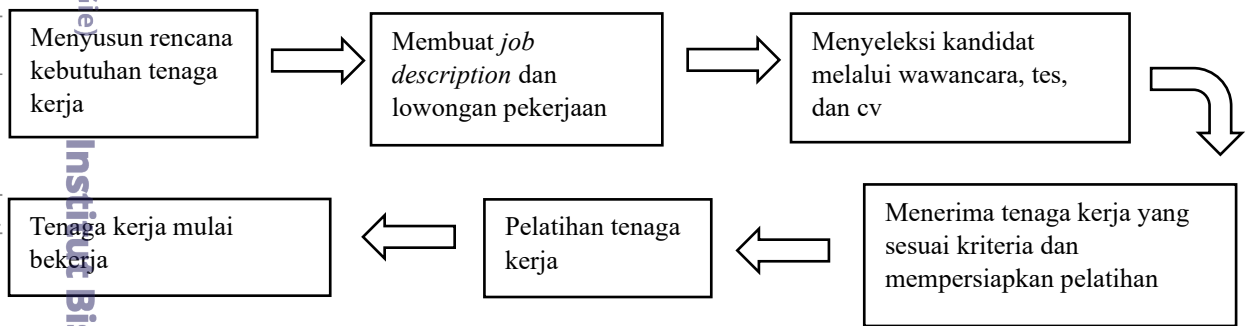 Menyusun rencana
kebutuhan tenaga
kerja
Membuat job
description dan
lowongan pekerjaan
Menyeleksi kandidat
melalui wawancara, tes,
dan cv
Menerima tenaga kerja yang
sesuai kriteria dan
mempersiapkan pelatihan
Pelatihan tenaga
kerja
Tenaga kerja mulai
bekerja
Institut